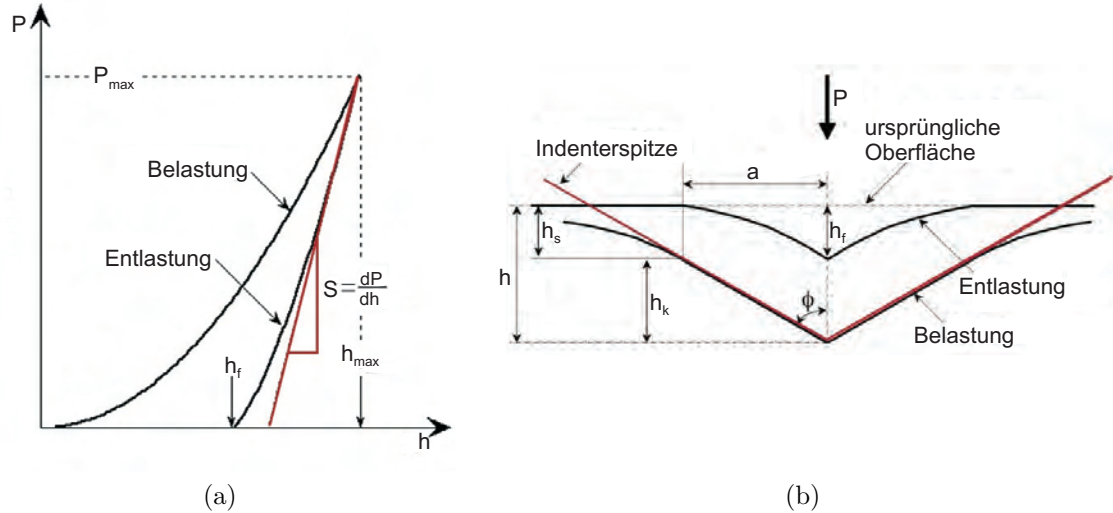 P
P_max
Belastung
Entlastung
S = dP/dh
h_f
h_max
h
(a)
P
ursprüngliche
Oberfläche
Indenterspitze
a
h_s
h_f
h
h_k
ϕ
Entlastung
Belastung
(b)